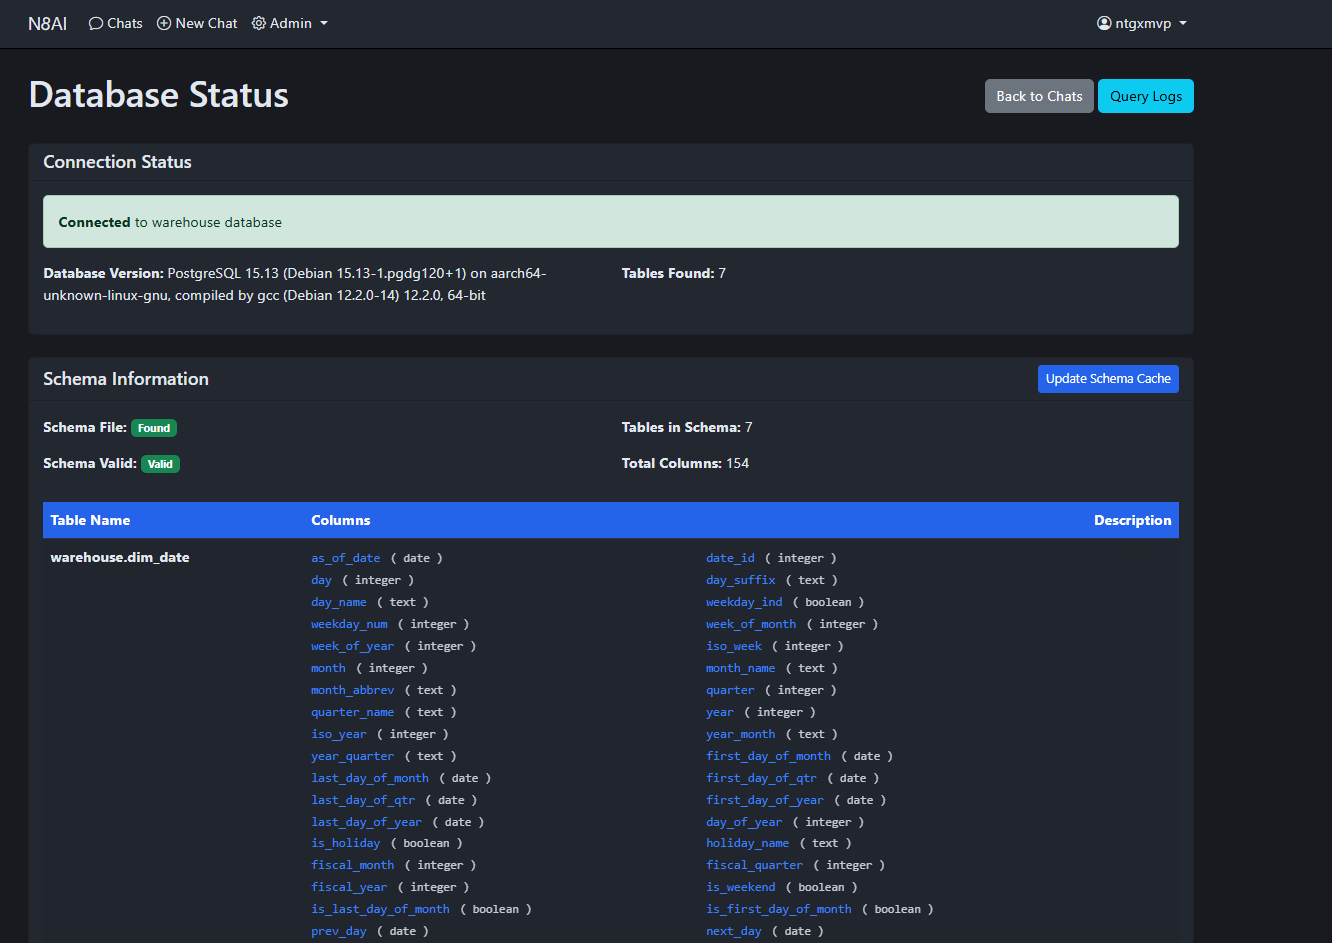 N8AI Chats New Chat Admin ntgxmvp
Database Status
Back to Chats Query Logs
Connection Status
Connected to warehouse database
Database Version: PostgreSQL 15.13 (Debian 15.13-1.pgdg120+1) on aarch64-
unknown-linux-gnu, compiled by gcc (Debian 12.2.0-14) 12.2.0, 64-bit
Tables Found: 7
Schema Information
Update Schema Cache
Schema File: Found
Tables in Schema: 7
Schema Valid: Valid
Total Columns: 154
Table Name Columns Description
warehouse.dim_date as_of_date ( date ) date_id ( integer )
day ( integer ) day_suffix ( text )
day_name ( text ) weekday_ind ( boolean )
weekday_num ( integer ) week_of_month ( integer )
week_of_year ( integer ) iso_week ( integer )
month ( integer ) month_name ( text )
month_abbrev ( text ) quarter ( integer )
quarter_name ( text ) year ( integer )
iso_year ( integer ) year_month ( text )
year_quarter ( text ) first_day_of_month ( date )
last_day_of_month ( date ) first_day_of_qtr ( date )
last_day_of_qtr ( date ) first_day_of_year ( date )
last_day_of_year ( date ) day_of_year ( integer )
is_holiday ( boolean ) holiday_name ( text )
fiscal_month ( integer ) fiscal_quarter ( integer )
fiscal_year ( integer ) is_weekend ( boolean )
is_last_day_of_month ( boolean ) is_first_day_of_month ( boolean )
prev_day ( date ) next_day ( date )